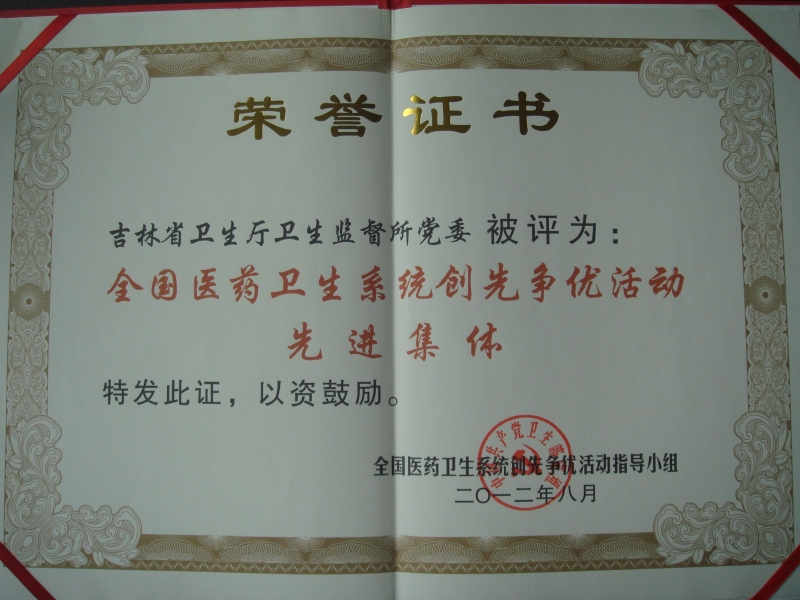 荣誉证书
吉林省卫生厅卫生监督所党委 被评为：
全国医药卫生系统创先争优活动
先进集体
特发此证，以资鼓励。
全国医药卫生系统创先争优活动指导小组
二〇一二年八月